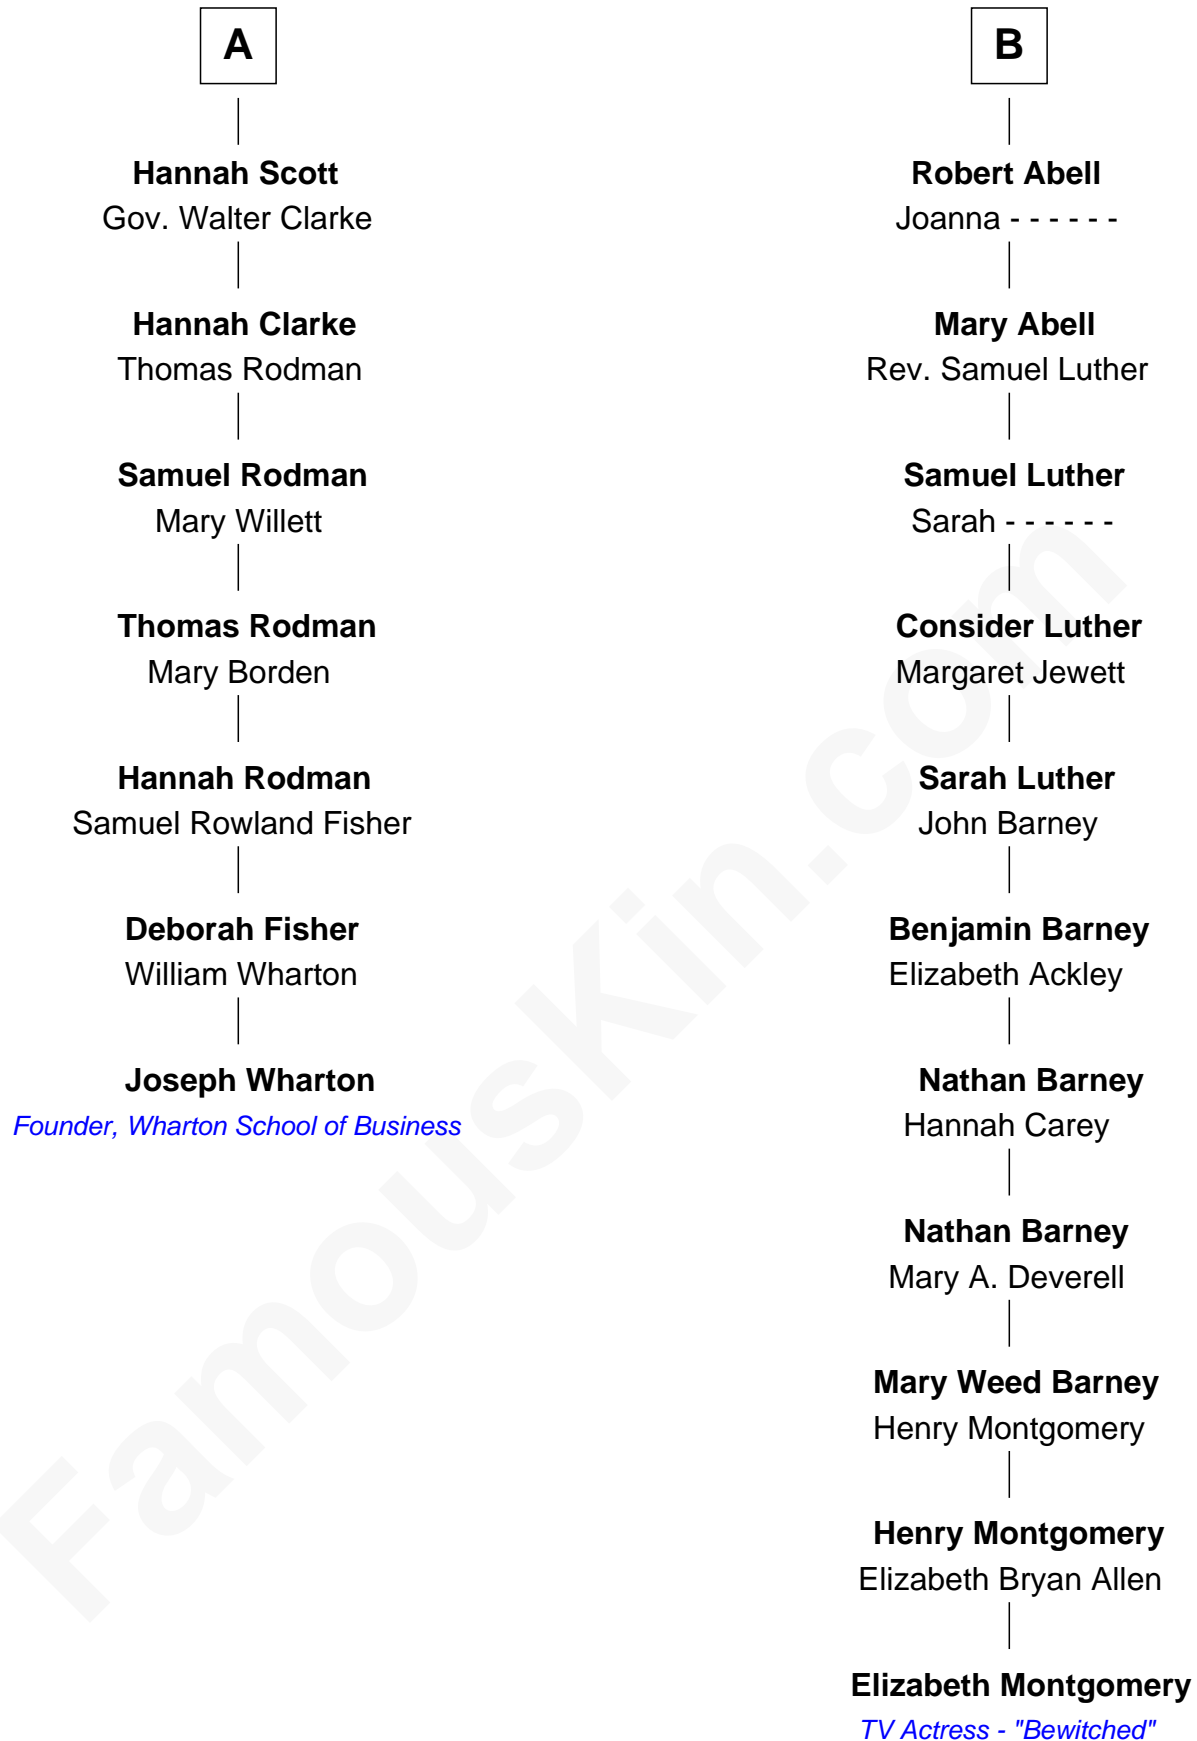 A
Hannah Scott
Gov. Walter Clarke
Hannah Clarke
Thomas Rodman
Samuel Rodman
Mary Willett
Thomas Rodman
Mary Borden
Hannah Rodman
Samuel Rowland Fisher
Deborah Fisher
William Wharton
Joseph Wharton
Founder, Wharton School of Business
B
Robert Abell
Joanna - - - - - -
Mary Abell
Rev. Samuel Luther
Samuel Luther
Sarah - - - - - -
Consider Luther
Margaret Jewett
Sarah Luther
John Barney
Benjamin Barney
Elizabeth Ackley
Nathan Barney
Hannah Carey
Nathan Barney
Mary A. Deverell
Mary Weed Barney
Henry Montgomery
Henry Montgomery
Elizabeth Bryan Allen
Elizabeth Montgomery
TV Actress - "Bewitched"
FamousKin.com